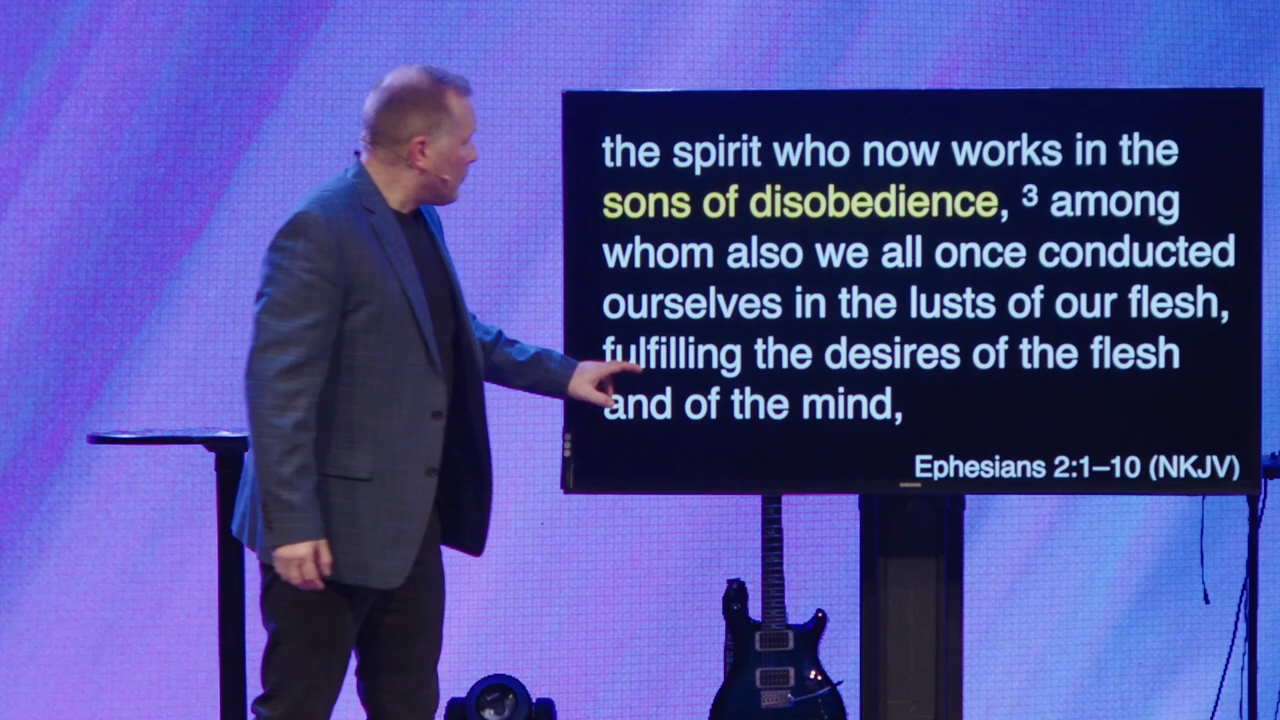 the spirit who now works in the
sons of disobedience, ³ among
whom also we all once conducted
ourselves in the lusts of our flesh,
fulfilling the desires of the flesh
and of the mind,
Ephesians 2:1–10 (NKJV)